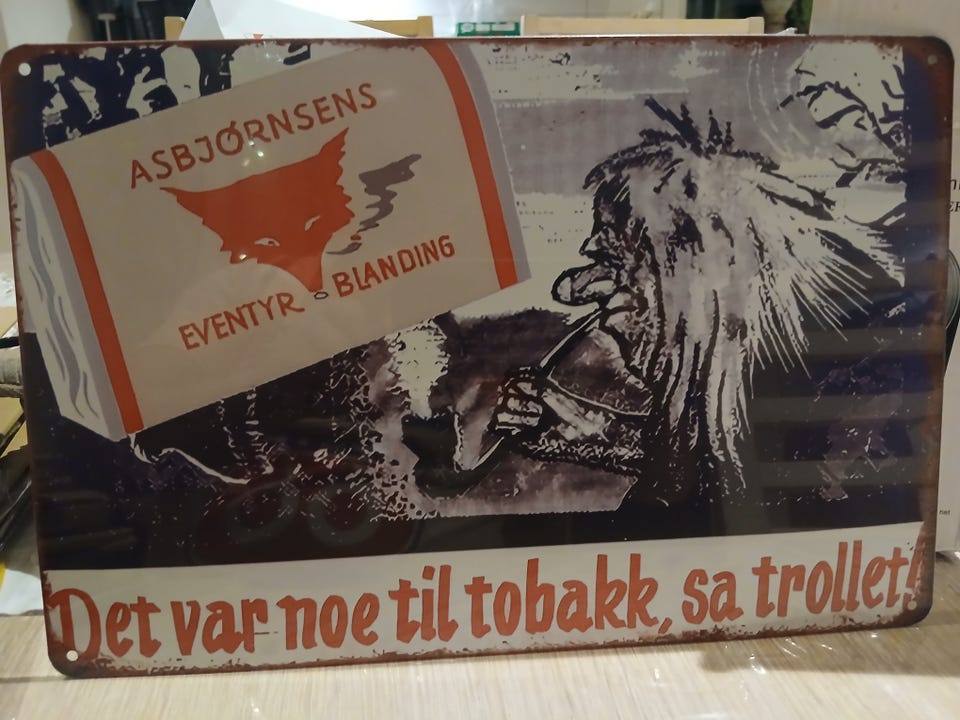 ASBJØRNSENS
EVENTYR BLANDING
Det var noe til tobakk, sa trollet!